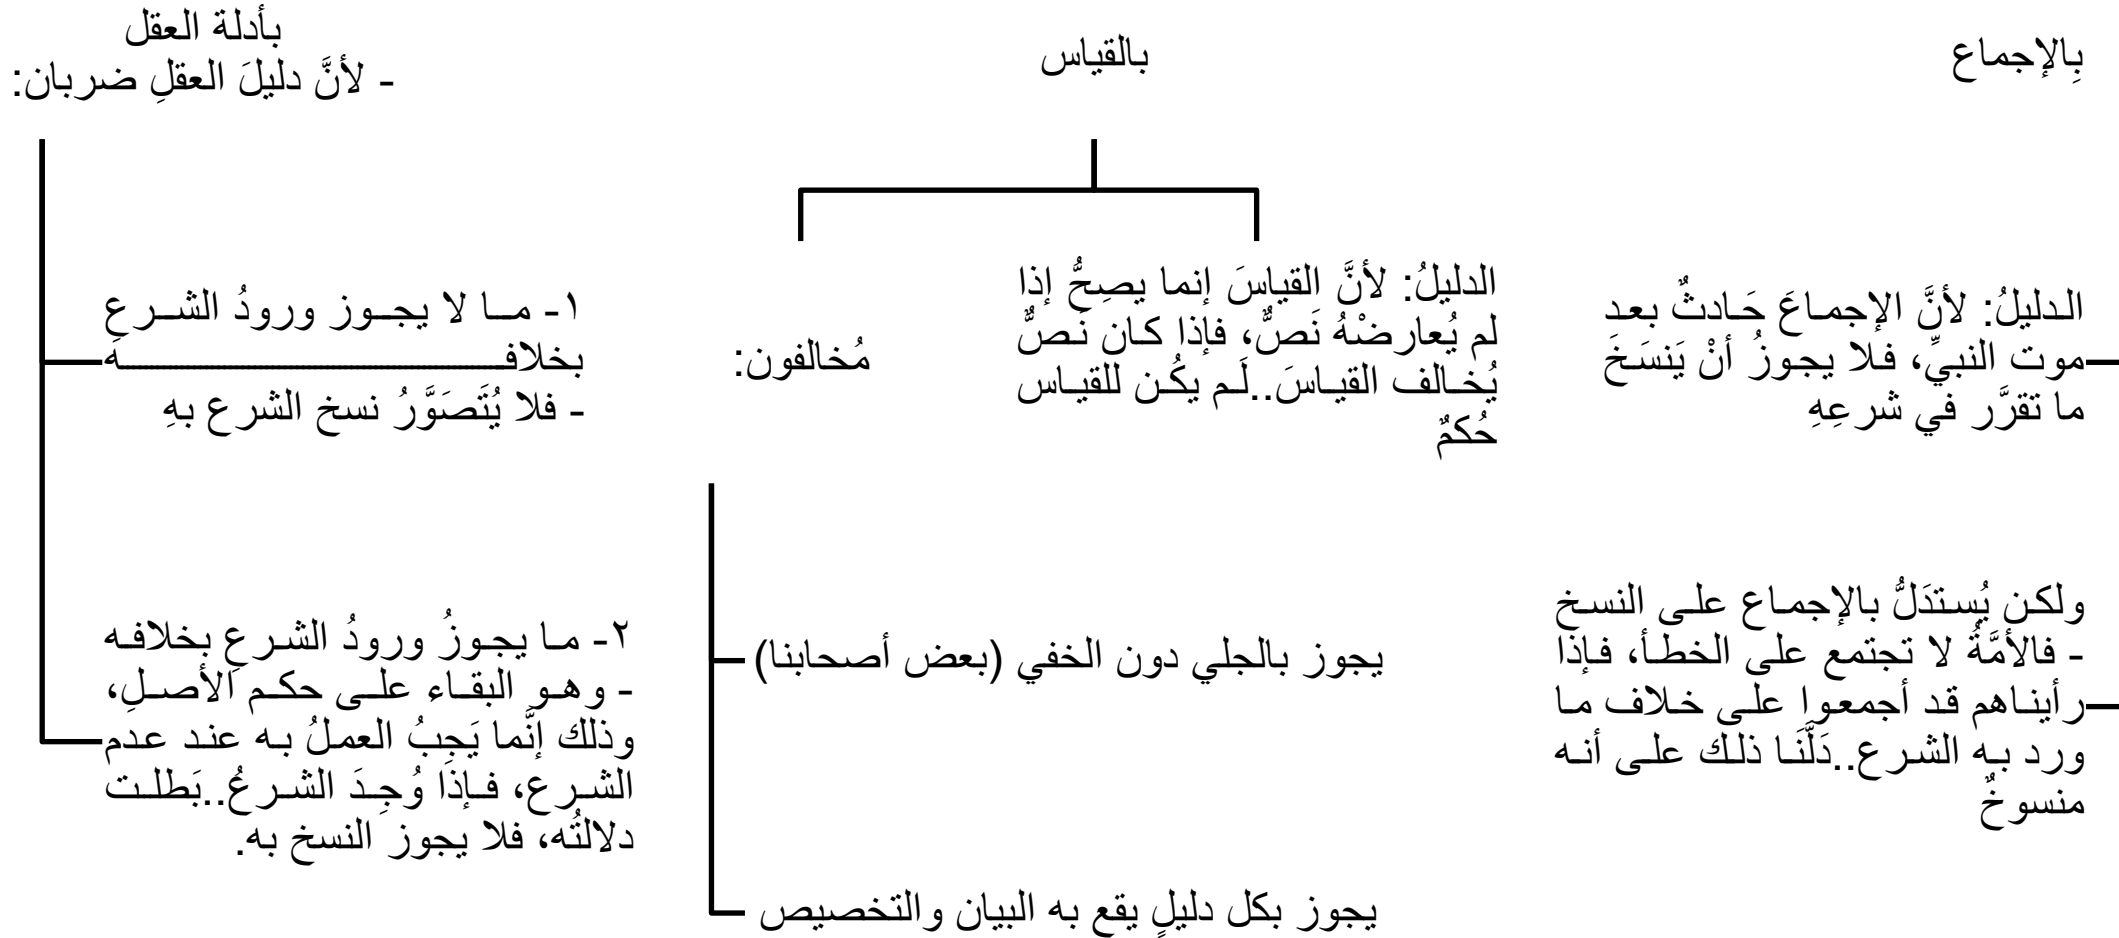 بِالإجماع
الدليلُ: لأنَّ الإجماعَ حَادثٌ بعد
موت النبيِّ، فلا يجوزُ أنْ يَنسَخَ
ما تقرَّر في شرعِهِ
ولكن يُستدَلُّ بالإجماع على النسخ
- فالأمَّةُ لا تجتمع على الخطأ، فإذا
رأيناهم قد أجمعوا على خلاف ما
ورد به الشرع..دَلَّنَا ذلك على أنه
منسوخٌ
بالقياس
الدليلُ: لأنَّ القياسَ إنما يصِحُّ إذا
لم يُعارضْهُ نَصٌّ، فإذا كان نَصٌّ
يُخالف القياسَ..لَم يكُن للقياس
حُكمٌ
مُخالفون:
يجوز بالجلي دون الخفي (بعض أصحابنا)
يجوز بكل دليلٍ يقع به البيان والتخصيص
بأدلة العقل
- لأنَّ دليلَ العقلِ ضربان:
١- ما لا يجوز ورودُ الشرعِ
بخلافه
- فلا يُتَصَوَّرُ نسخ الشرع بهِ
٢- ما يجوزُ ورودُ الشرعِ بخلافه
- وهو البقاء على حكم الأصلِ،
وذلك إنَّما يَجِبُ العملُ به عند عدم
الشرع، فإذا وُجِدَ الشرعُ..بَطلت
دلالتُه، فلا يجوز النسخ به.